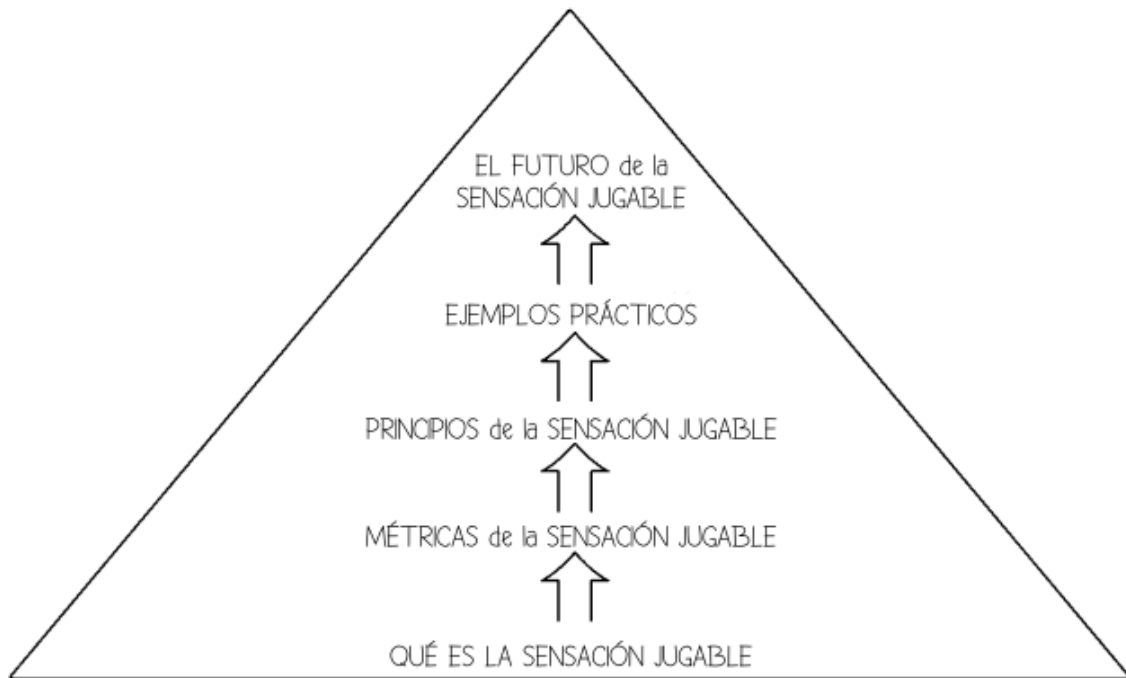 EL FUTURO de la
SENSACIÓN JUGABLE
EJEMPLOS PRÁCTICOS
PRINCIPIOS de la SENSACIÓN JUGABLE
MÉTRICAS de la SENSACIÓN JUGABLE
QUÉ ES LA SENSACIÓN JUGABLE